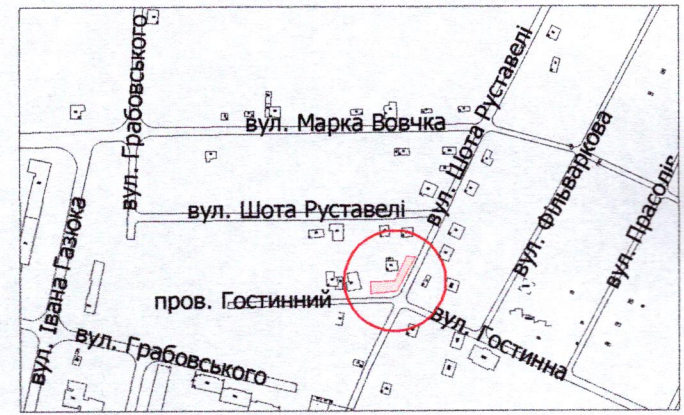 вул. Грабовського
вул. Марка Вовчка
вул. Шота Руставелі
вул. Фільваркова
вул. Прасолів
вул. Шота Руставелі
вул. Івана Газюка
пров. Гостинний
вул. Гостинна
вул. Грабовського